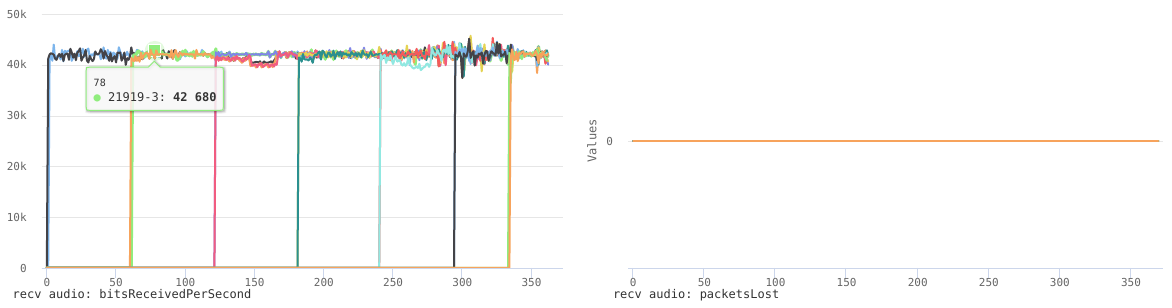 50k
40k
30k
20k
10k
0
78
21919-3: 42 680
0 50 100 150 200 250 300 350
recv audio: bitsReceivedPerSecond
Values
0
0 50 100 150 200 250 300 350
recv audio: packetsLost